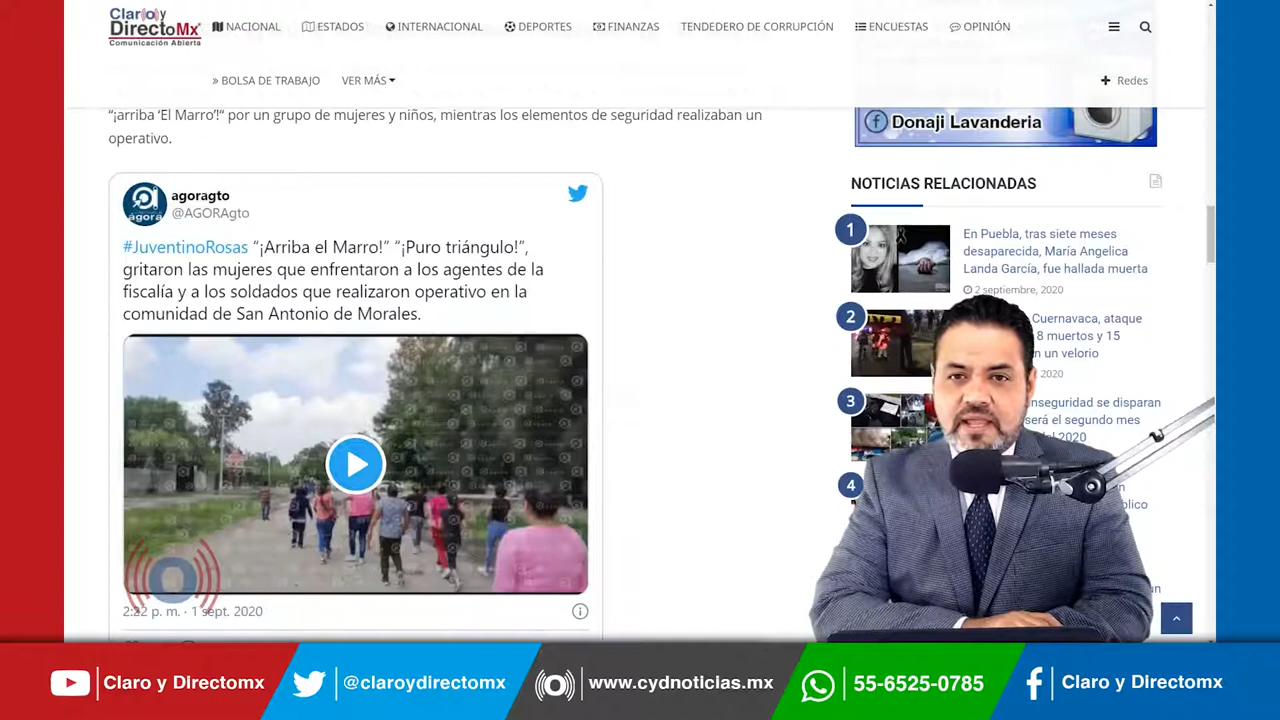 Claro y
DirectoMx
Comunicación Abierta
NACIONAL
ESTADOS
INTERNACIONAL
DEPORTES
FINANZAS
TENDEDERO DE CORRUPCIÓN
ENCUESTAS
OPINIÓN
» BOLSA DE TRABAJO
VER MÁS
Redes
“¡arriba ‘El Marro’!“ por un grupo de mujeres y niños, mientras los elementos de seguridad realizaban un
operativo.
Donaji Lavanderia
ágora
agoragto
@AGORAgto
#JuventinoRosas “¡Arriba el Marro!” “¡Puro triángulo!”,
gritaron las mujeres que enfrentaron a los agentes de la
fiscalía y a los soldados que realizaron operativo en la
comunidad de San Antonio de Morales.
2:22 p. m. · 1 sept. 2020
NOTICIAS RELACIONADAS
1
En Puebla, tras siete meses
desaparecida, María Angelica
Landa García, fue hallada muerta
2 septiembre, 2020
2
Cuernavaca, ataque
8 muertos y 15
n un velorio
2020
3
nseguridad se disparan
será el segundo mes
del 2020
4
Claro y Directomx
@claroydirectomx
www.cydnoticias.mx
55-6525-0785
Claro y Directomx